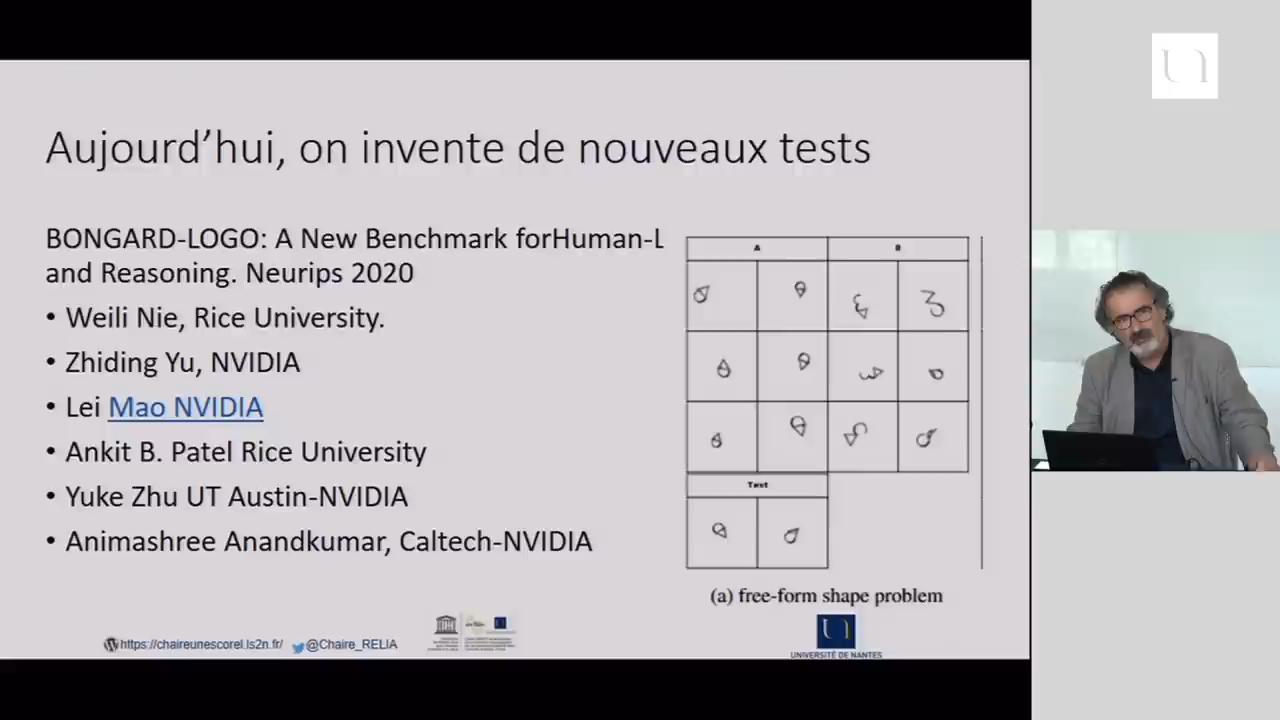 Aujourd'hui, on invente de nouveaux tests
BONGARD-LOGO: A New Benchmark forHuman-L
and Reasoning. Neurips 2020
• Weili Nie, Rice University.
• Zhiding Yu, NVIDIA
• Lei Mao NVIDIA
• Ankit B. Patel Rice University
• Yuke Zhu UT Austin-NVIDIA
• Animashree Anandkumar, Caltech-NVIDIA
A B
Test
(a) free-form shape problem
https://chaireunescorel.ls2n.fr/ @Chaire_RELIA
UNIVERSITÉ DE NANTES